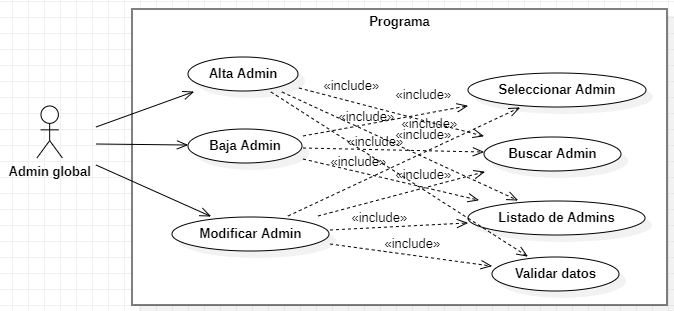 Programa
Alta Admin
«include»
Seleccionar Admin
«include»
«include»
«include»
«include»
Baja Admin
«include»
Buscar Admin
«include»
Admin global
«include»
Modificar Admin
«include»
Listado de Admins
«include»
Validar datos